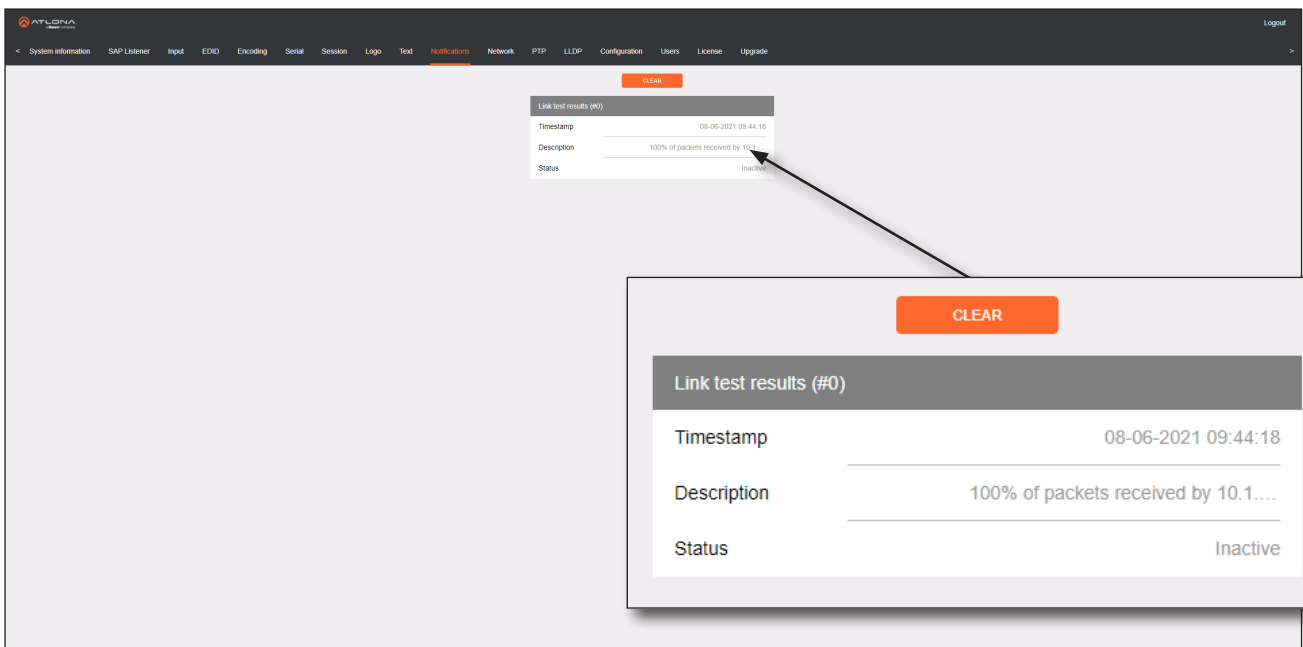 ATLONA
Logout
< System information SAP Listener Input EDID Encoding Serial Session Logo Text Notifications Network PTP LLDP Configuration Users License Upgrade >
CLEAR
Link test results (#0)
Timestamp 08-06-2021 09:44:18
Description 100% of packets received by 10.1....
Status Inactive
CLEAR
Link test results (#0)
Timestamp 08-06-2021 09:44:18
Description 100% of packets received by 10.1....
Status Inactive